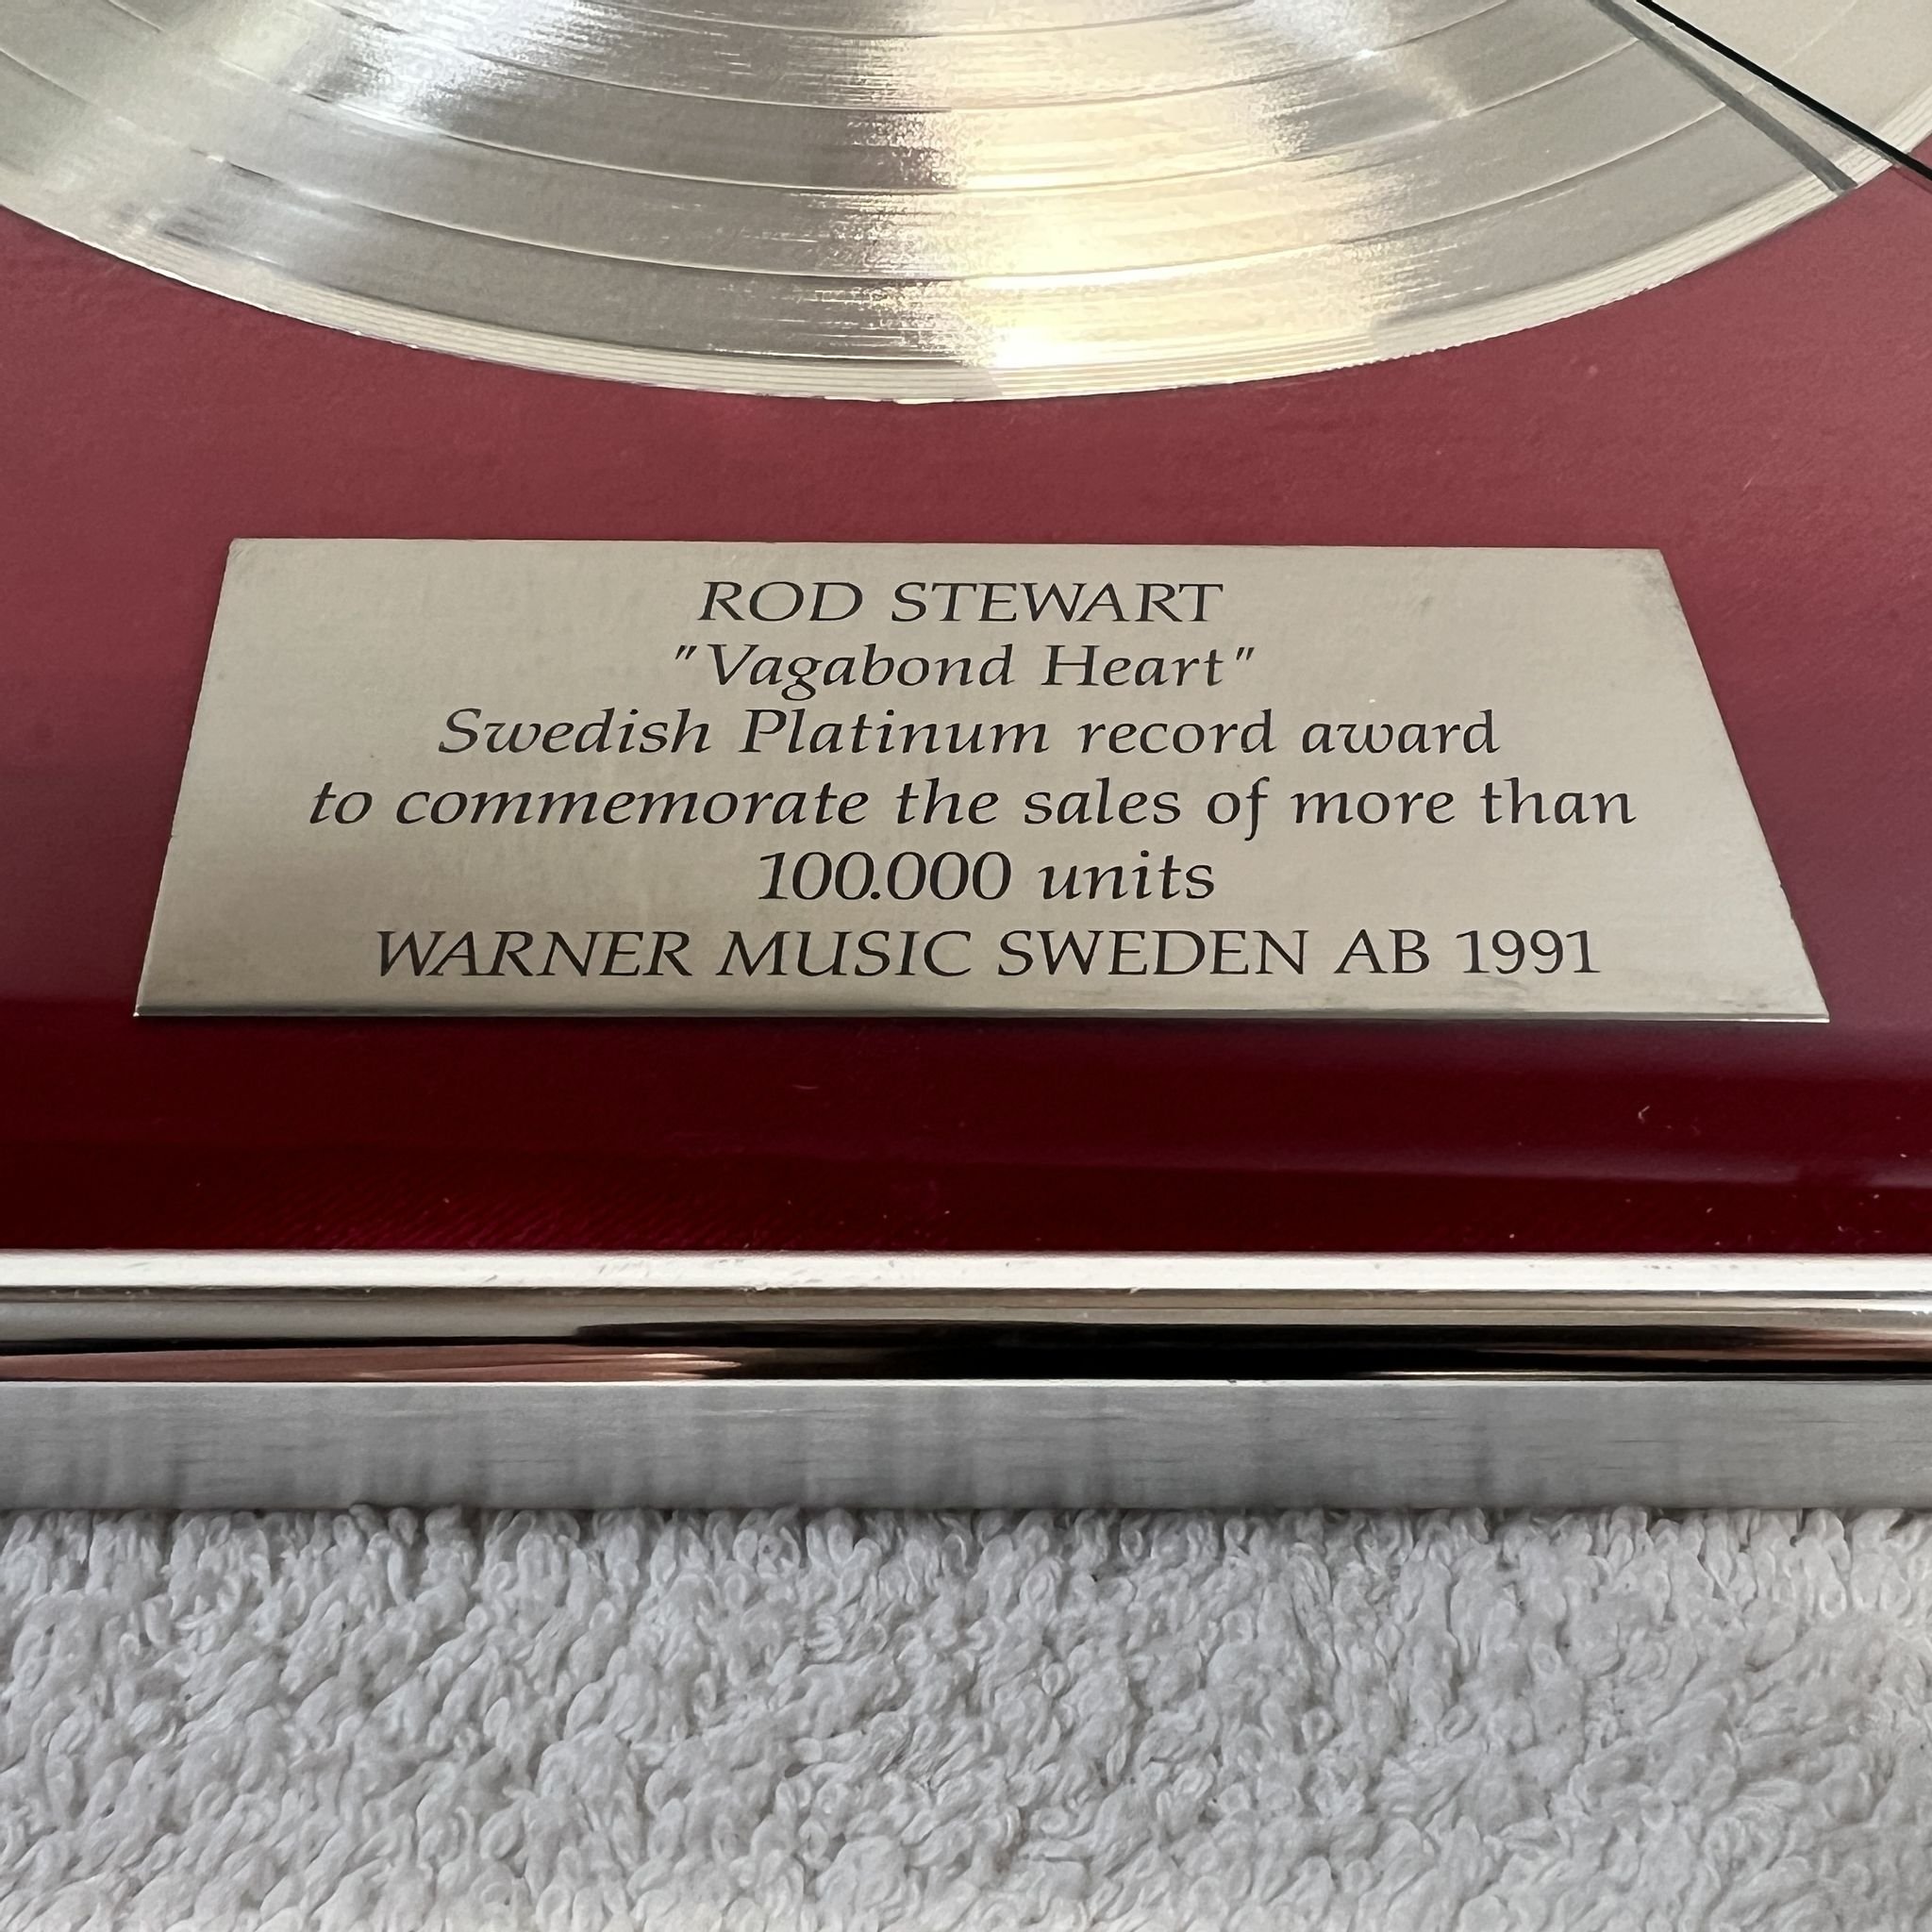 ROD STEWART
"Vagabond Heart"
Swedish Platinum record award
to commemorate the sales of more than
100.000 units
WARNER MUSIC SWEDEN AB 1991